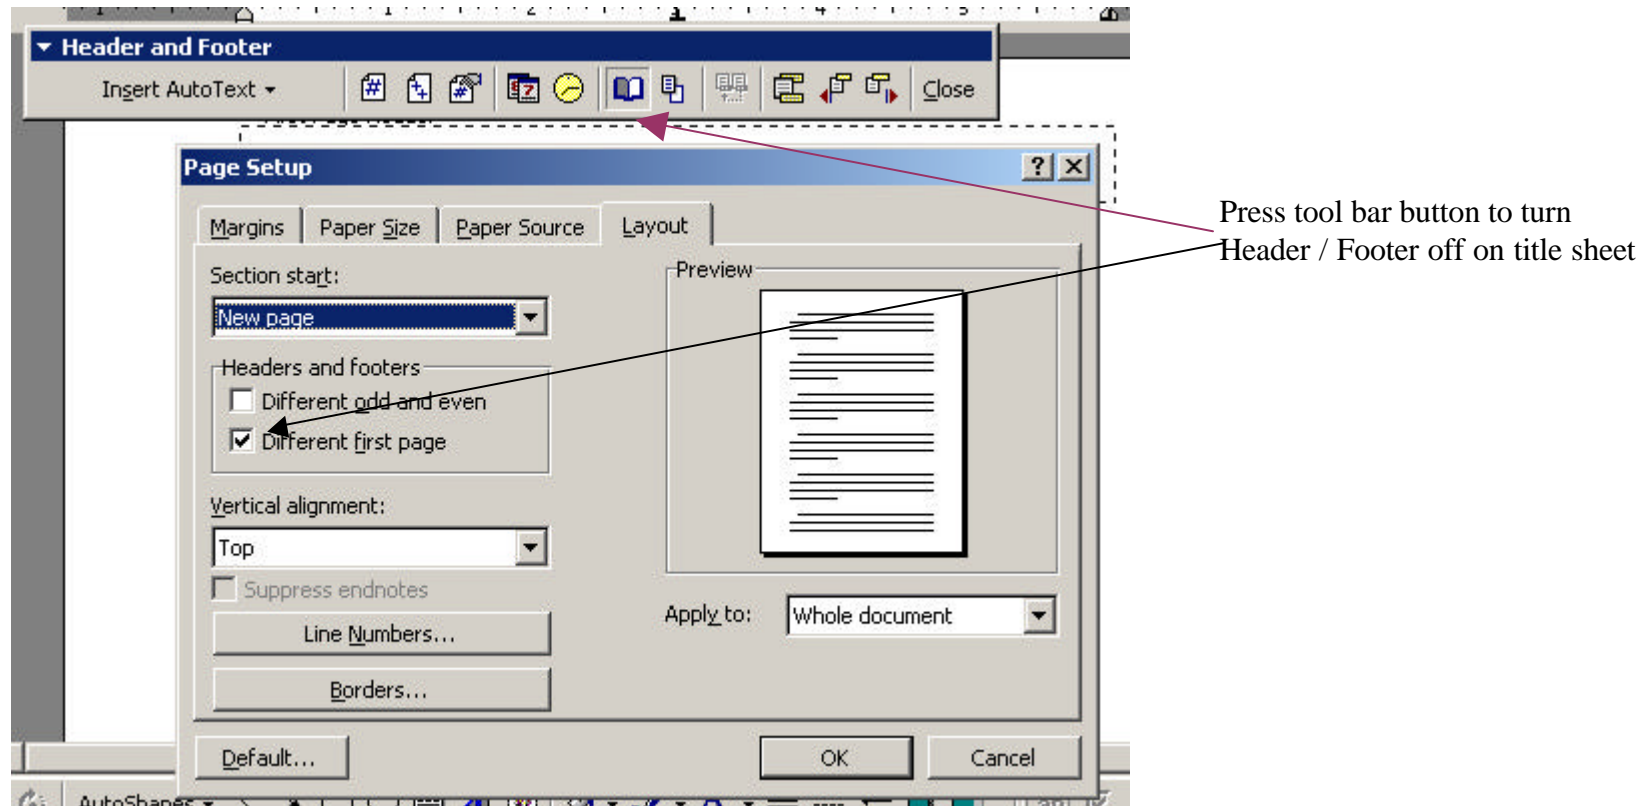 Header and Footer
Insert AutoText
Close
Page Setup
Margins Paper Size Paper Source Layout
Section start:
New page
Headers and footers
Different odd and even
Different first page
Vertical alignment:
Top
Suppress endnotes
Line Numbers...
Borders...
Preview
Apply to: Whole document
Default... OK Cancel
AutoShapes
Press tool bar button to turn
Header / Footer off on title sheet